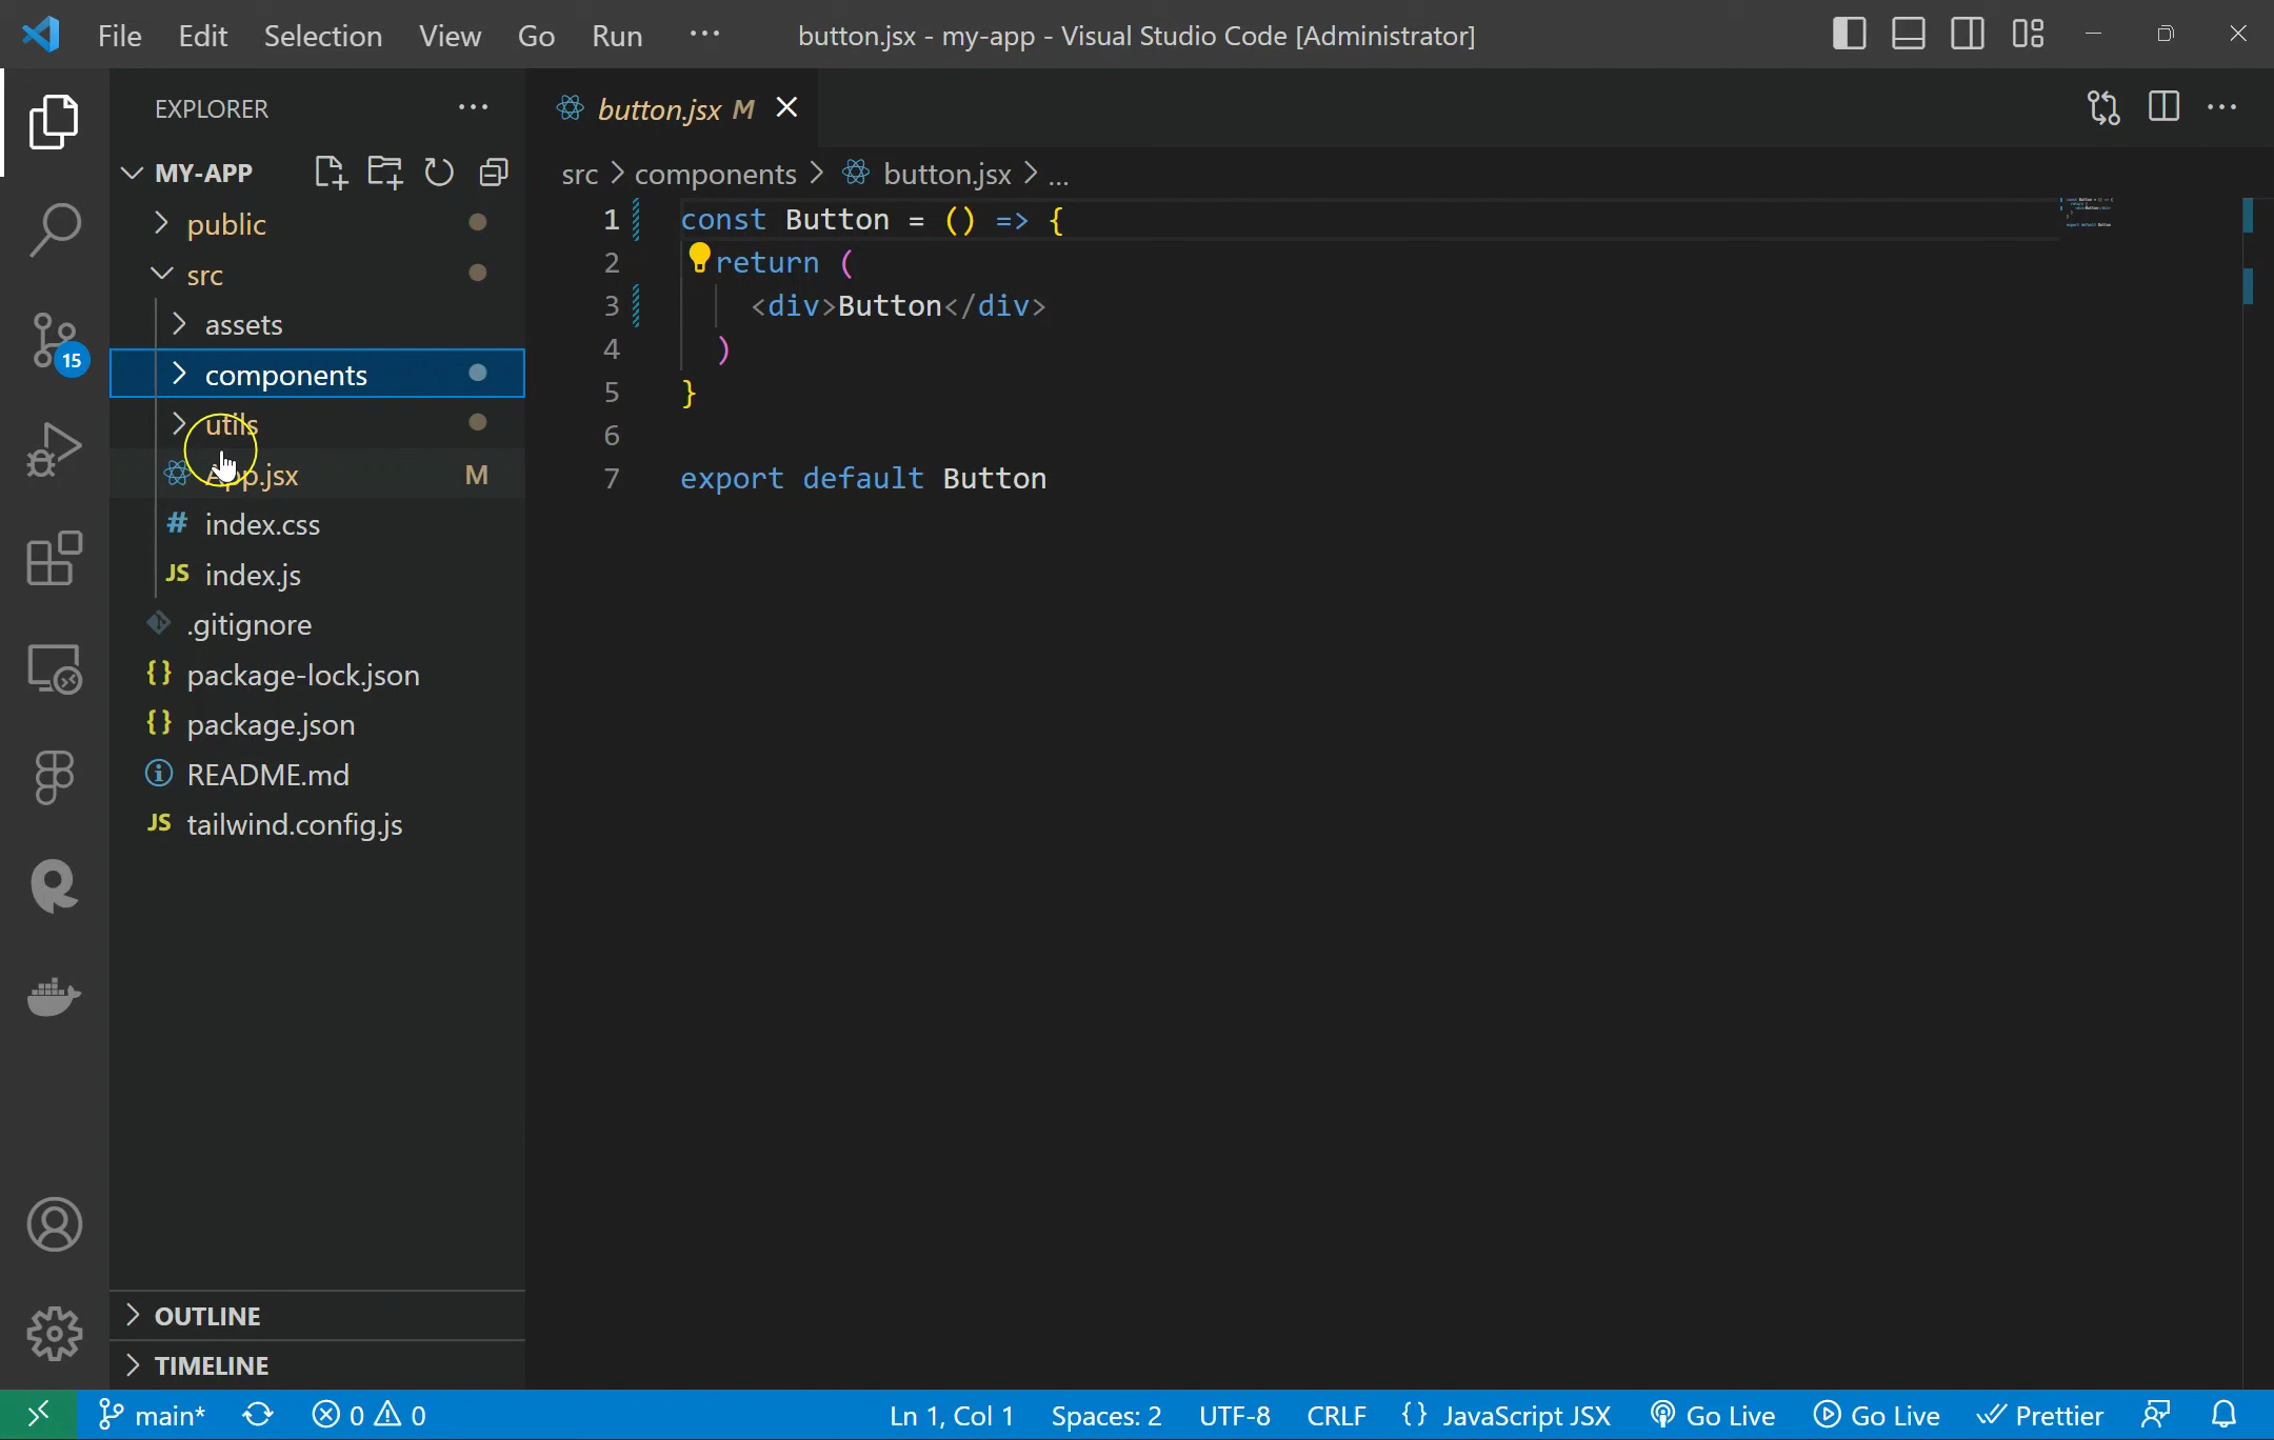 File Edit Selection View Go Run ··· button.jsx - my-app - Visual Studio Code [Administrator]
EXPLORER ···
MY-APP
public
src
assets
components
utils
App.jsx M
index.css
index.js
.gitignore
package-lock.json
package.json
README.md
tailwind.config.js
OUTLINE
TIMELINE
15
button.jsx M
src > components > button.jsx > ...
1 const Button = () => {
2 return (
3 <div>Button</div>
4 )
5 }
6
7 export default Button
main* 0 0 Ln 1, Col 1 Spaces: 2 UTF-8 CRLF {} JavaScript JSX Go Live Go Live Prettier